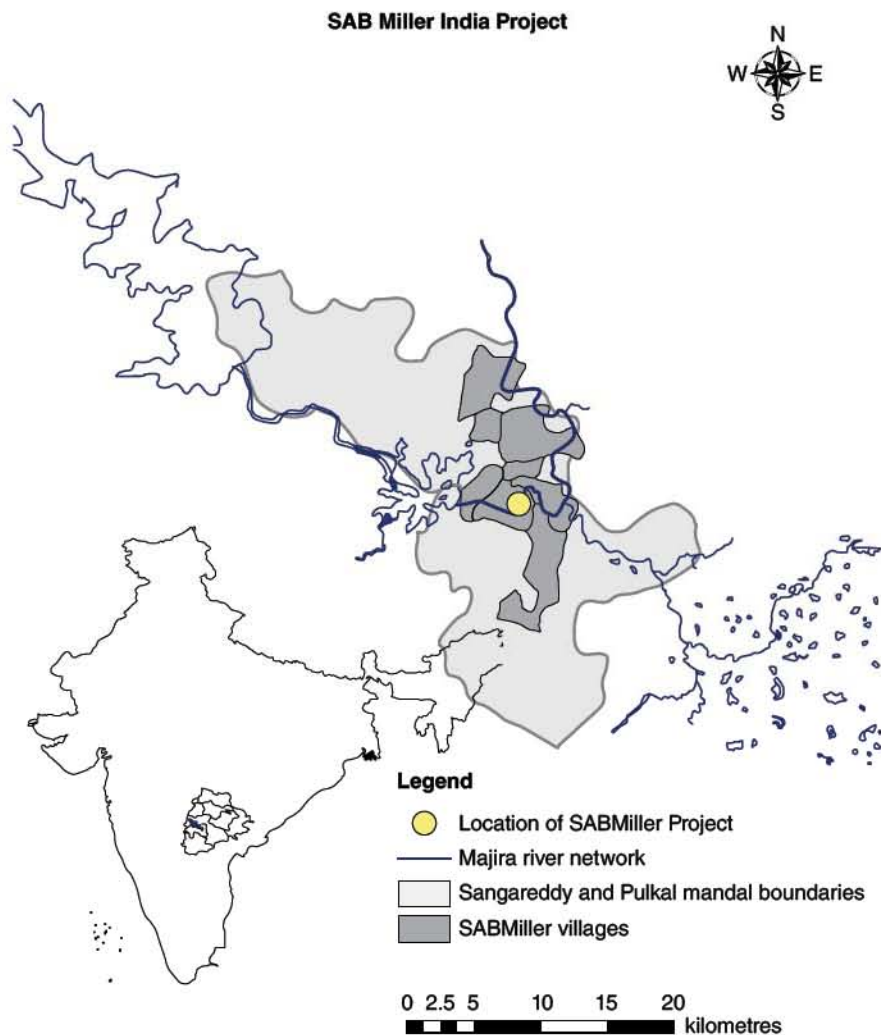 SAB Miller India Project
N
W E
S
Legend
Location of SABMiller Project
Majira river network
Sangareddy and Pulkal mandal boundaries
SABMiller villages
0 2.5 5 10 15 20
kilometres